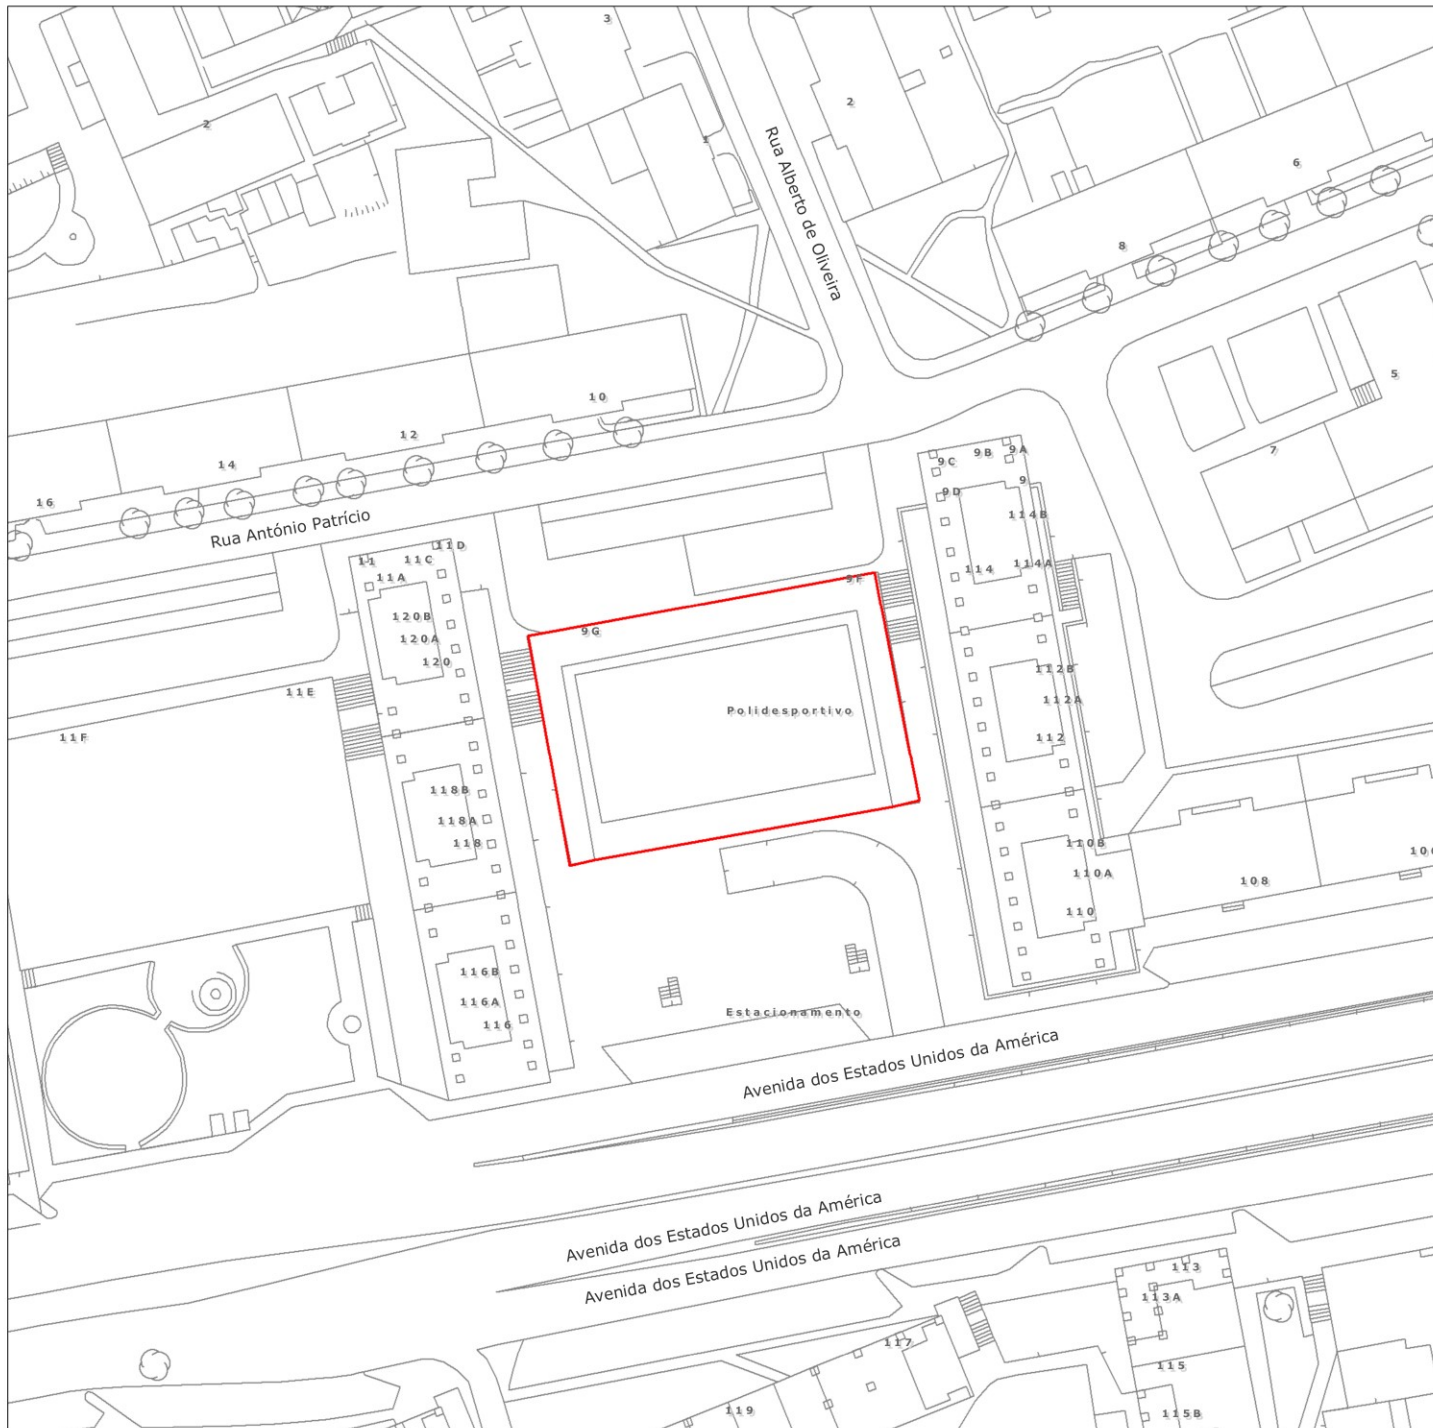 3
2
2
1
Rua Alberto de Oliveira
6
8
5
10
12
14
16
7
9A
9B
9C
9
9D
114B
Rua António Patrício
11D
11C
11
11A
114
114A
9F
120B
9G
120A
120
112B
11E
112A
Polidesportivo
11F
112
118B
118A
118
110B
106
110A
108
110
116B
116A
Estacionamento
116
Avenida dos Estados Unidos da América
Avenida dos Estados Unidos da América
Avenida dos Estados Unidos da América
113
113A
117
115
119
115B